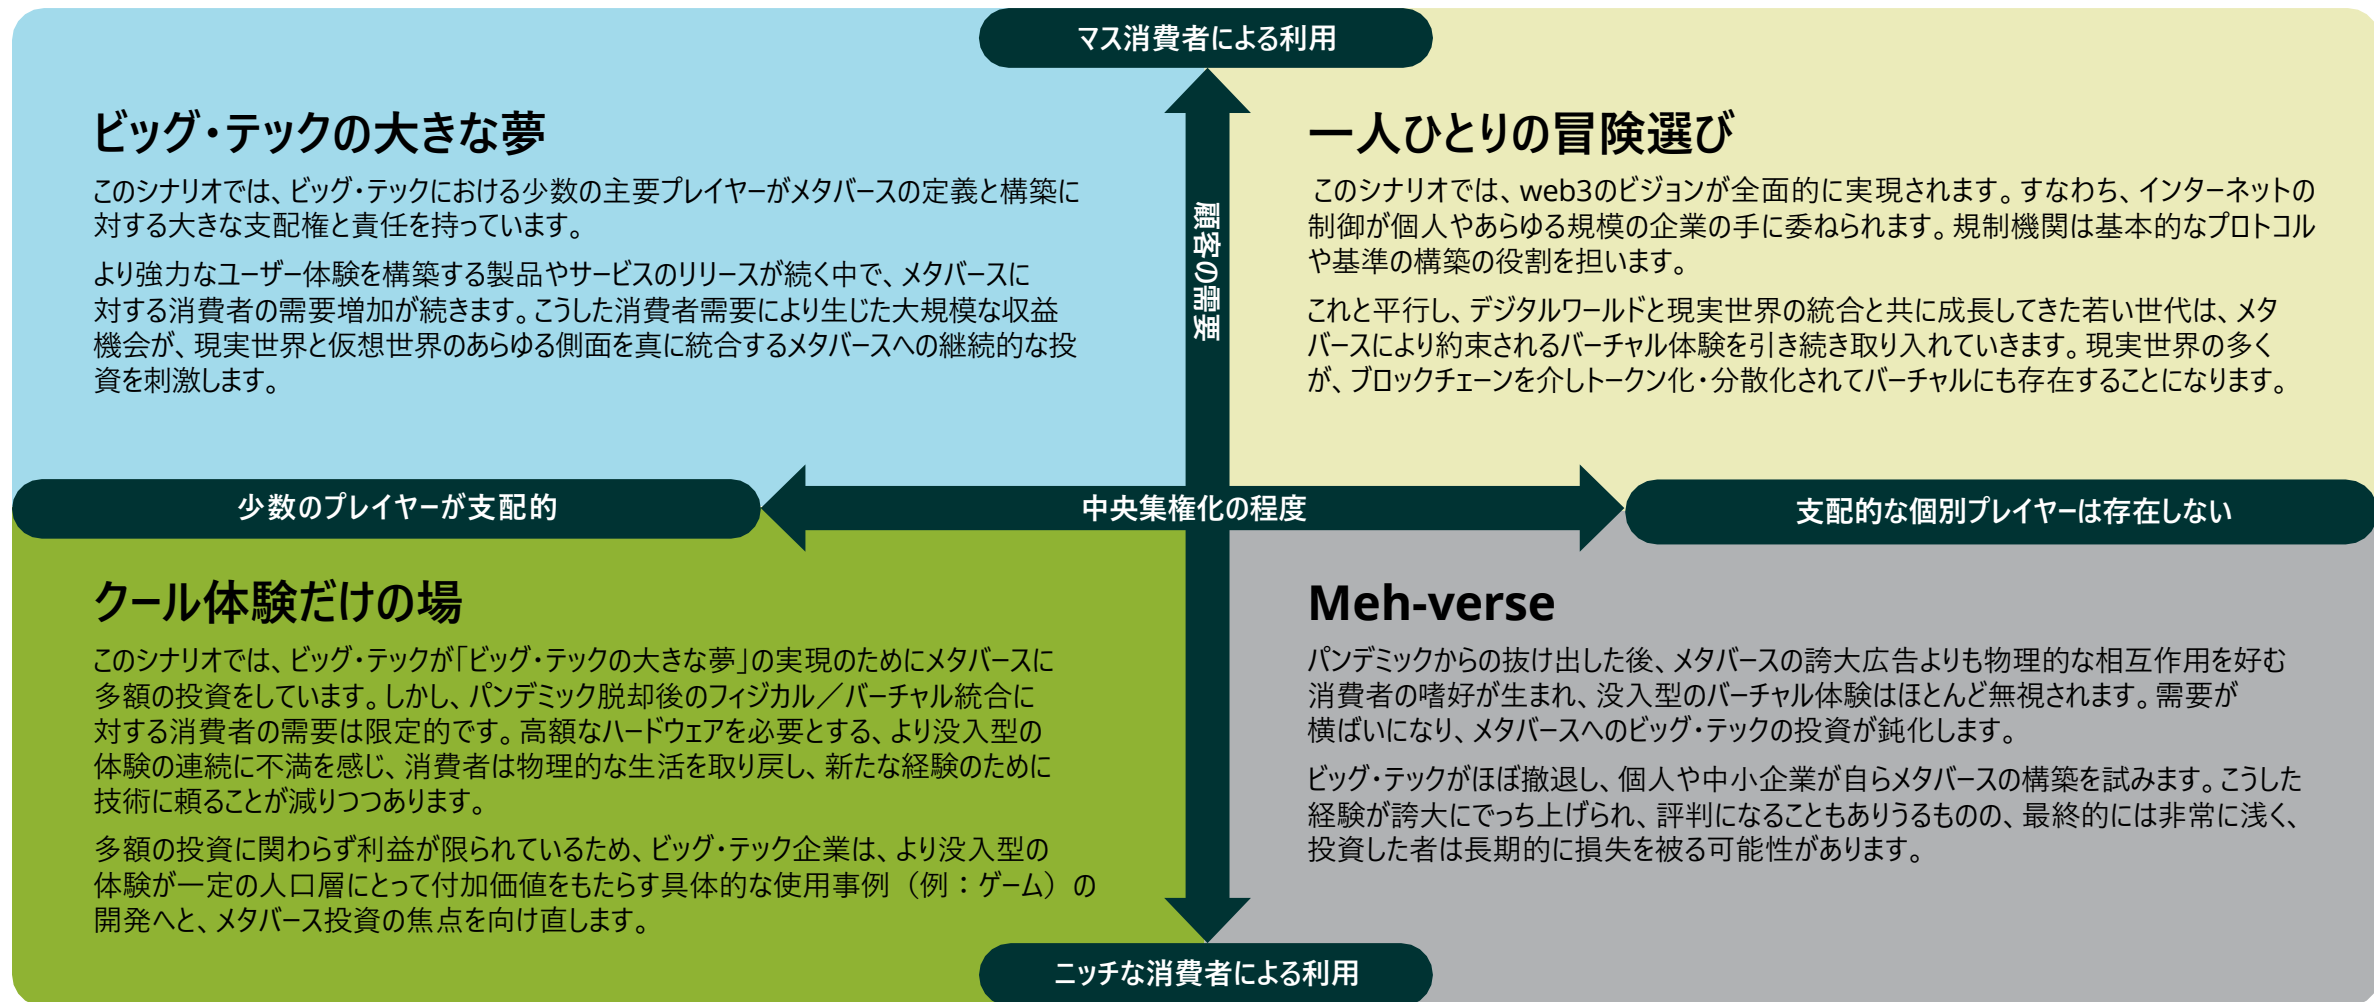 マス消費者による利用
ビッグ・テックの大きな夢
このシナリオでは、ビッグ・テックにおける少数の主要プレイヤーがメタバースの定義と構築に
対する大きな支配権と責任を持っています。
より強力なユーザー体験を構築する製品やサービスのリリースが続く中で、メタバースに
対する消費者の需要増加が続きます。こうした消費者需要により生じた大規模な収益
機会が、現実世界と仮想世界のあらゆる側面を真に統合するメタバースへの継続的な投
資を刺激します。
顧客の需要
一人ひとりの冒険選び
このシナリオでは、web3のビジョンが全面的に実現されます。すなわち、インターネットの
制御が個人やあらゆる規模の企業の手に委ねられます。規制機関は基本的なプロトコル
や基準の構築の役割を担います。
これと平行し、デジタルワールドと現実世界の統合と共に成長してきた若い世代は、メタ
バースにより約束されるバーチャル体験を引き続き取り入れていきます。現実世界の多く
が、ブロックチェーンを介しトークン化・分散化されてバーチャルにも存在することになります。
少数のプレイヤーが支配的
中央集権化の程度
支配的な個別プレイヤーは存在しない
クール体験だけの場
このシナリオでは、ビッグ・テックが「ビッグ・テックの大きな夢」の実現のためにメタバースに
多額の投資をしています。しかし、パンデミック脱却後のフィジカル／バーチャル統合に
対する消費者の需要は限定的です。高額なハードウェアを必要とする、より没入型の
体験の連続に不満を感じ、消費者は物理的な生活を取り戻し、新たな経験のために
技術に頼ることが減りつつあります。
多額の投資に関わらず利益が限られているため、ビッグ・テック企業は、より没入型の
体験が一定の人口層にとって付加価値をもたらす具体的な使用事例（例：ゲーム）の
開発へと、メタバース投資の焦点を向け直します。
Meh-verse
パンデミックからの抜け出した後、メタバースの誇大広告よりも物理的な相互作用を好む
消費者の嗜好が生まれ、没入型のバーチャル体験はほとんど無視されます。需要が
横ばいになり、メタバースへのビッグ・テックの投資が鈍化します。
ビッグ・テックがほぼ撤退し、個人や中小企業が自らメタバースの構築を試みます。こうした
経験が誇大にでっち上げられ、評判になることもありうるものの、最終的には非常に浅く、
投資した者は長期的に損失を被る可能性があります。
ニッチな消費者による利用